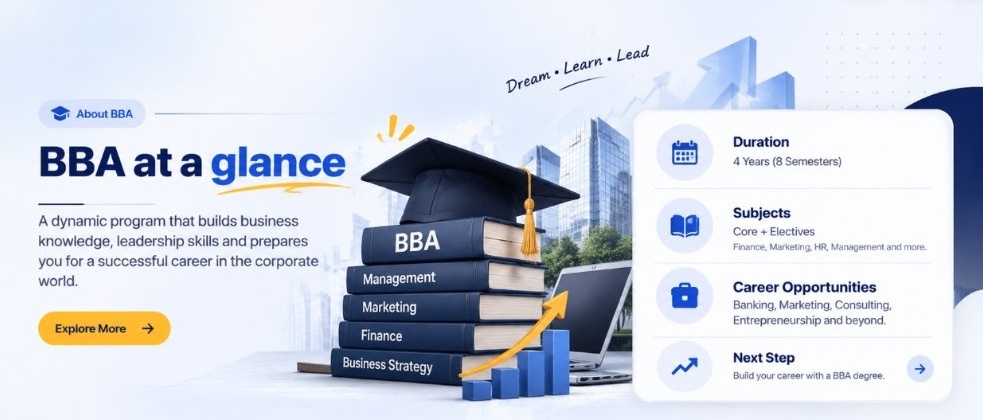 Dream • Learn • Lead
About BBA
BBA at a glance
A dynamic program that builds business
knowledge, leadership skills and prepares
you for a successful career in the corporate
world.
Explore More
BBA
Management
Marketing
Finance
Business Strategy
Duration
4 Years (8 Semesters)
Subjects
Core + Electives
Finance, Marketing, HR, Management and more.
Career Opportunities
Banking, Marketing, Consulting,
Entrepreneurship and beyond.
Next Step
Build your career with a BBA degree.